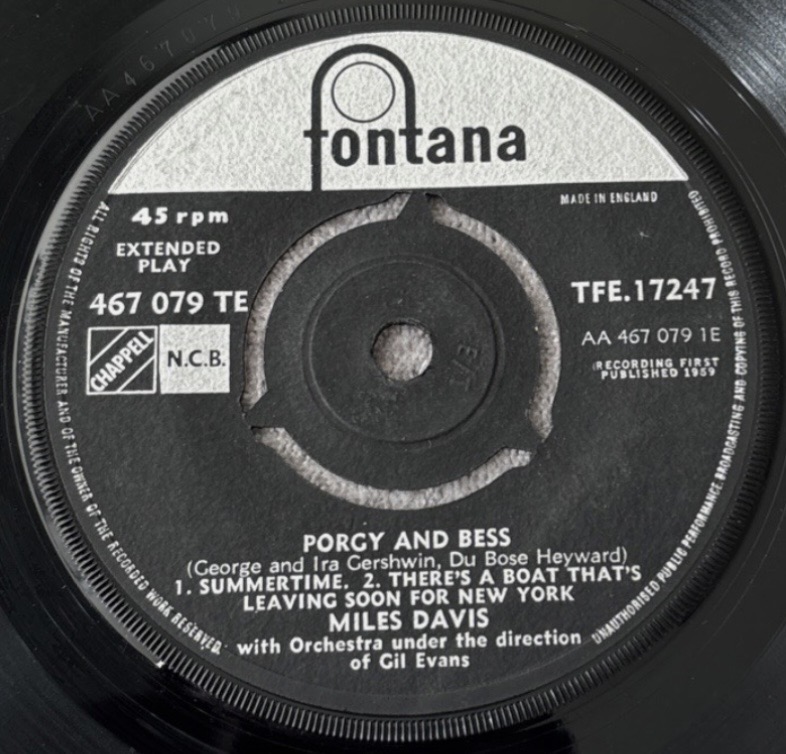 fontana
MADE IN ENGLAND
45 rpm
EXTENDED
PLAY
467 079 TE
TFE.17247
CHAPPELL
N.C.B.
AA 467 079 1E
(RECORDING FIRST
PUBLISHED 1959
PORGY AND BESS
(George and Ira Gershwin, Du Bose Heyward)
1. SUMMERTIME. 2. THERE'S A BOAT THAT'S
LEAVING SOON FOR NEW YORK
MILES DAVIS
with Orchestra under the direction
of Gil Evans
ALL RIGHTS OF THE MANUFACTURER AND OF THE OWNER OF THE RECORDED WORK RESERVED.
UNAUTHORISED PUBLIC PERFORMANCE, BROADCASTING AND COPYING OF THIS RECORD PROHIBITED